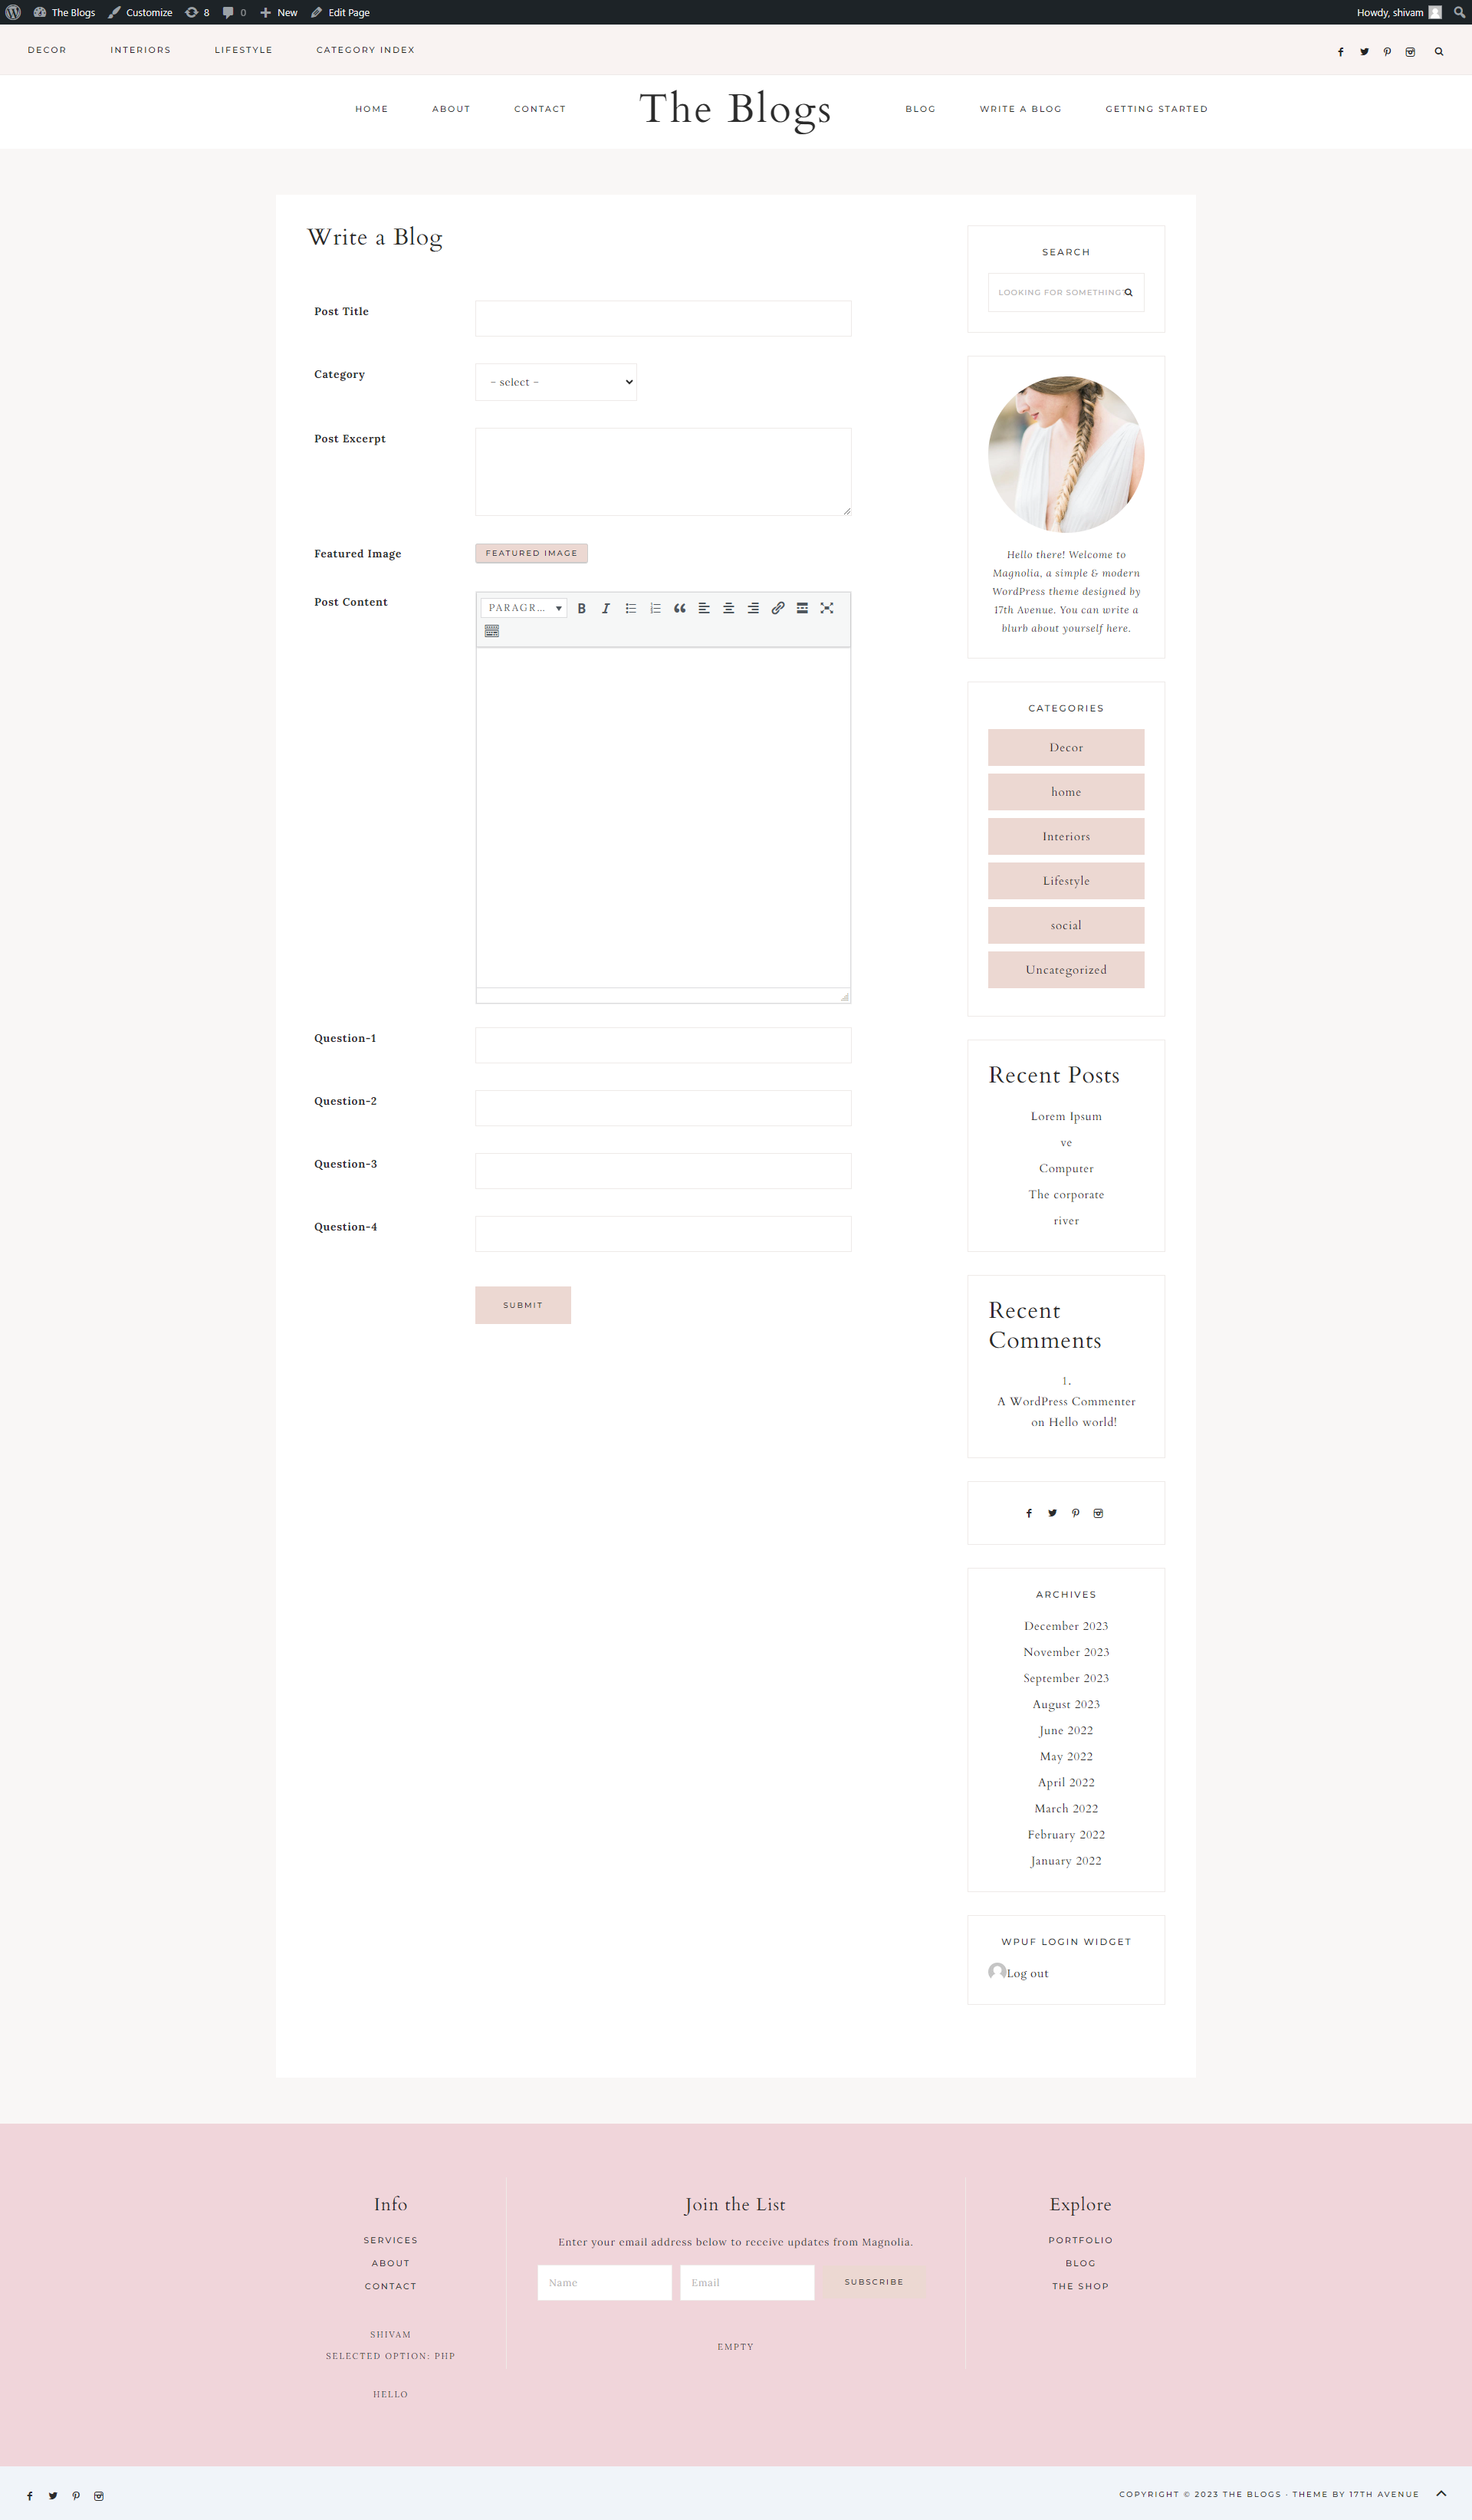 The Blogs Customize 8 0 New Edit Page Howdy, shivam
DECOR INTERIORS LIFESTYLE CATEGORY INDEX
HOME ABOUT CONTACT The Blogs BLOG WRITE A BLOG GETTING STARTED
Write a Blog
Post Title
Category
– select –
Post Excerpt
Featured Image
FEATURED IMAGE
Post Content
PARAGR...
Question-1
Question-2
Question-3
Question-4
SUBMIT
SEARCH
LOOKING FOR SOMETHING?
Hello there! Welcome to
Magnolia, a simple & modern
WordPress theme designed by
17th Avenue. You can write a
blurb about yourself here.
CATEGORIES
Decor
home
Interiors
Lifestyle
social
Uncategorized
Recent Posts
Lorem Ipsum
ve
Computer
The corporate
river
Recent
Comments
1.
A WordPress Commenter
on Hello world!
ARCHIVES
December 2023
November 2023
September 2023
August 2023
June 2022
May 2022
April 2022
March 2022
February 2022
January 2022
WPUF LOGIN WIDGET
Log out
Info
SERVICES
ABOUT
CONTACT
SHIVAM
SELECTED OPTION: PHP
HELLO
Join the List
Enter your email address below to receive updates from Magnolia.
Name Email SUBSCRIBE
EMPTY
Explore
PORTFOLIO
BLOG
THE SHOP
COPYRIGHT © 2023 THE BLOGS · THEME BY 17TH AVENUE